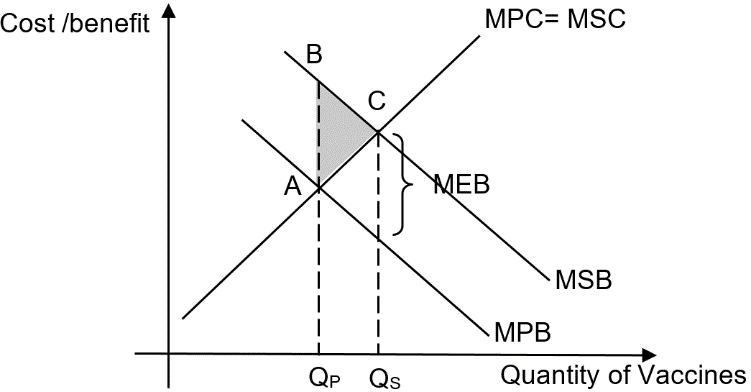 Cost /benefit
MPC= MSC
B
C
A
MEB
MSB
MPB
QP QS Quantity of Vaccines